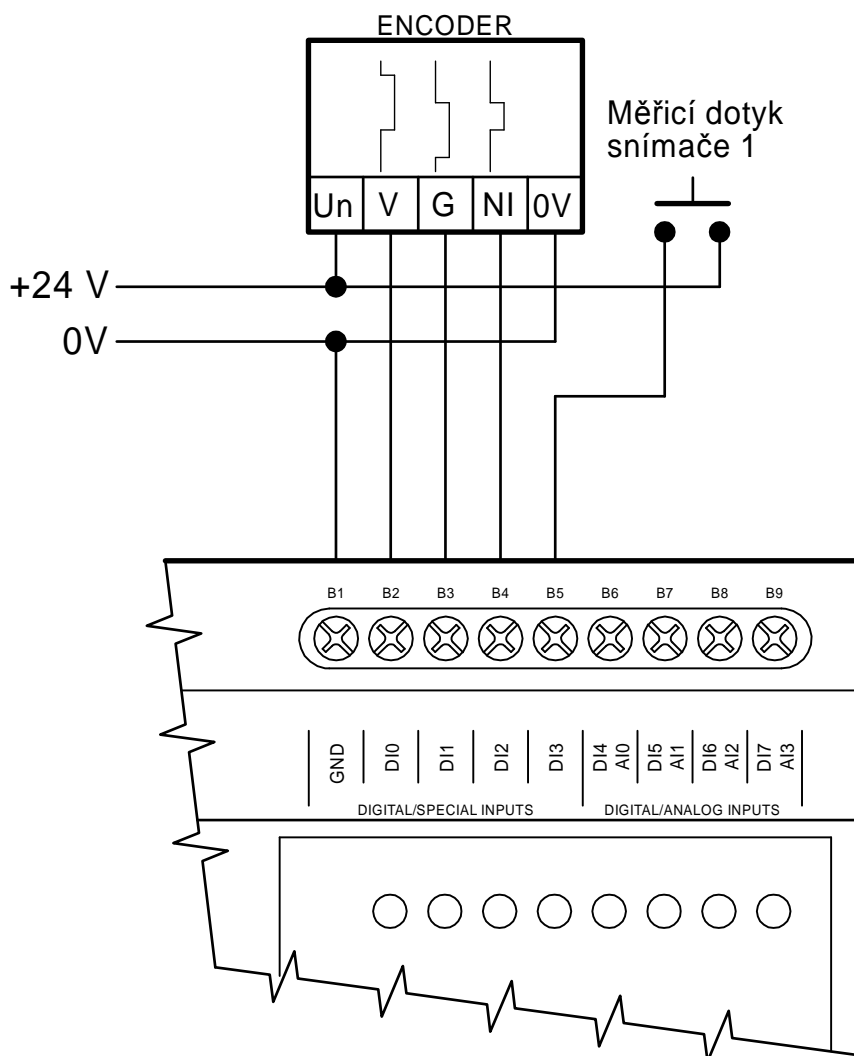 ENCODER
Měřicí dotyk
snímače 1
Un V G NI 0V
+24 V
0V
B1 B2 B3 B4 B5 B6 B7 B8 B9
GND DI0 DI1 DI2 DI3 DI4 AI0 DI5 AI1 DI6 AI2 DI7 AI3
DIGITAL/SPECIAL INPUTS DIGITAL/ANALOG INPUTS